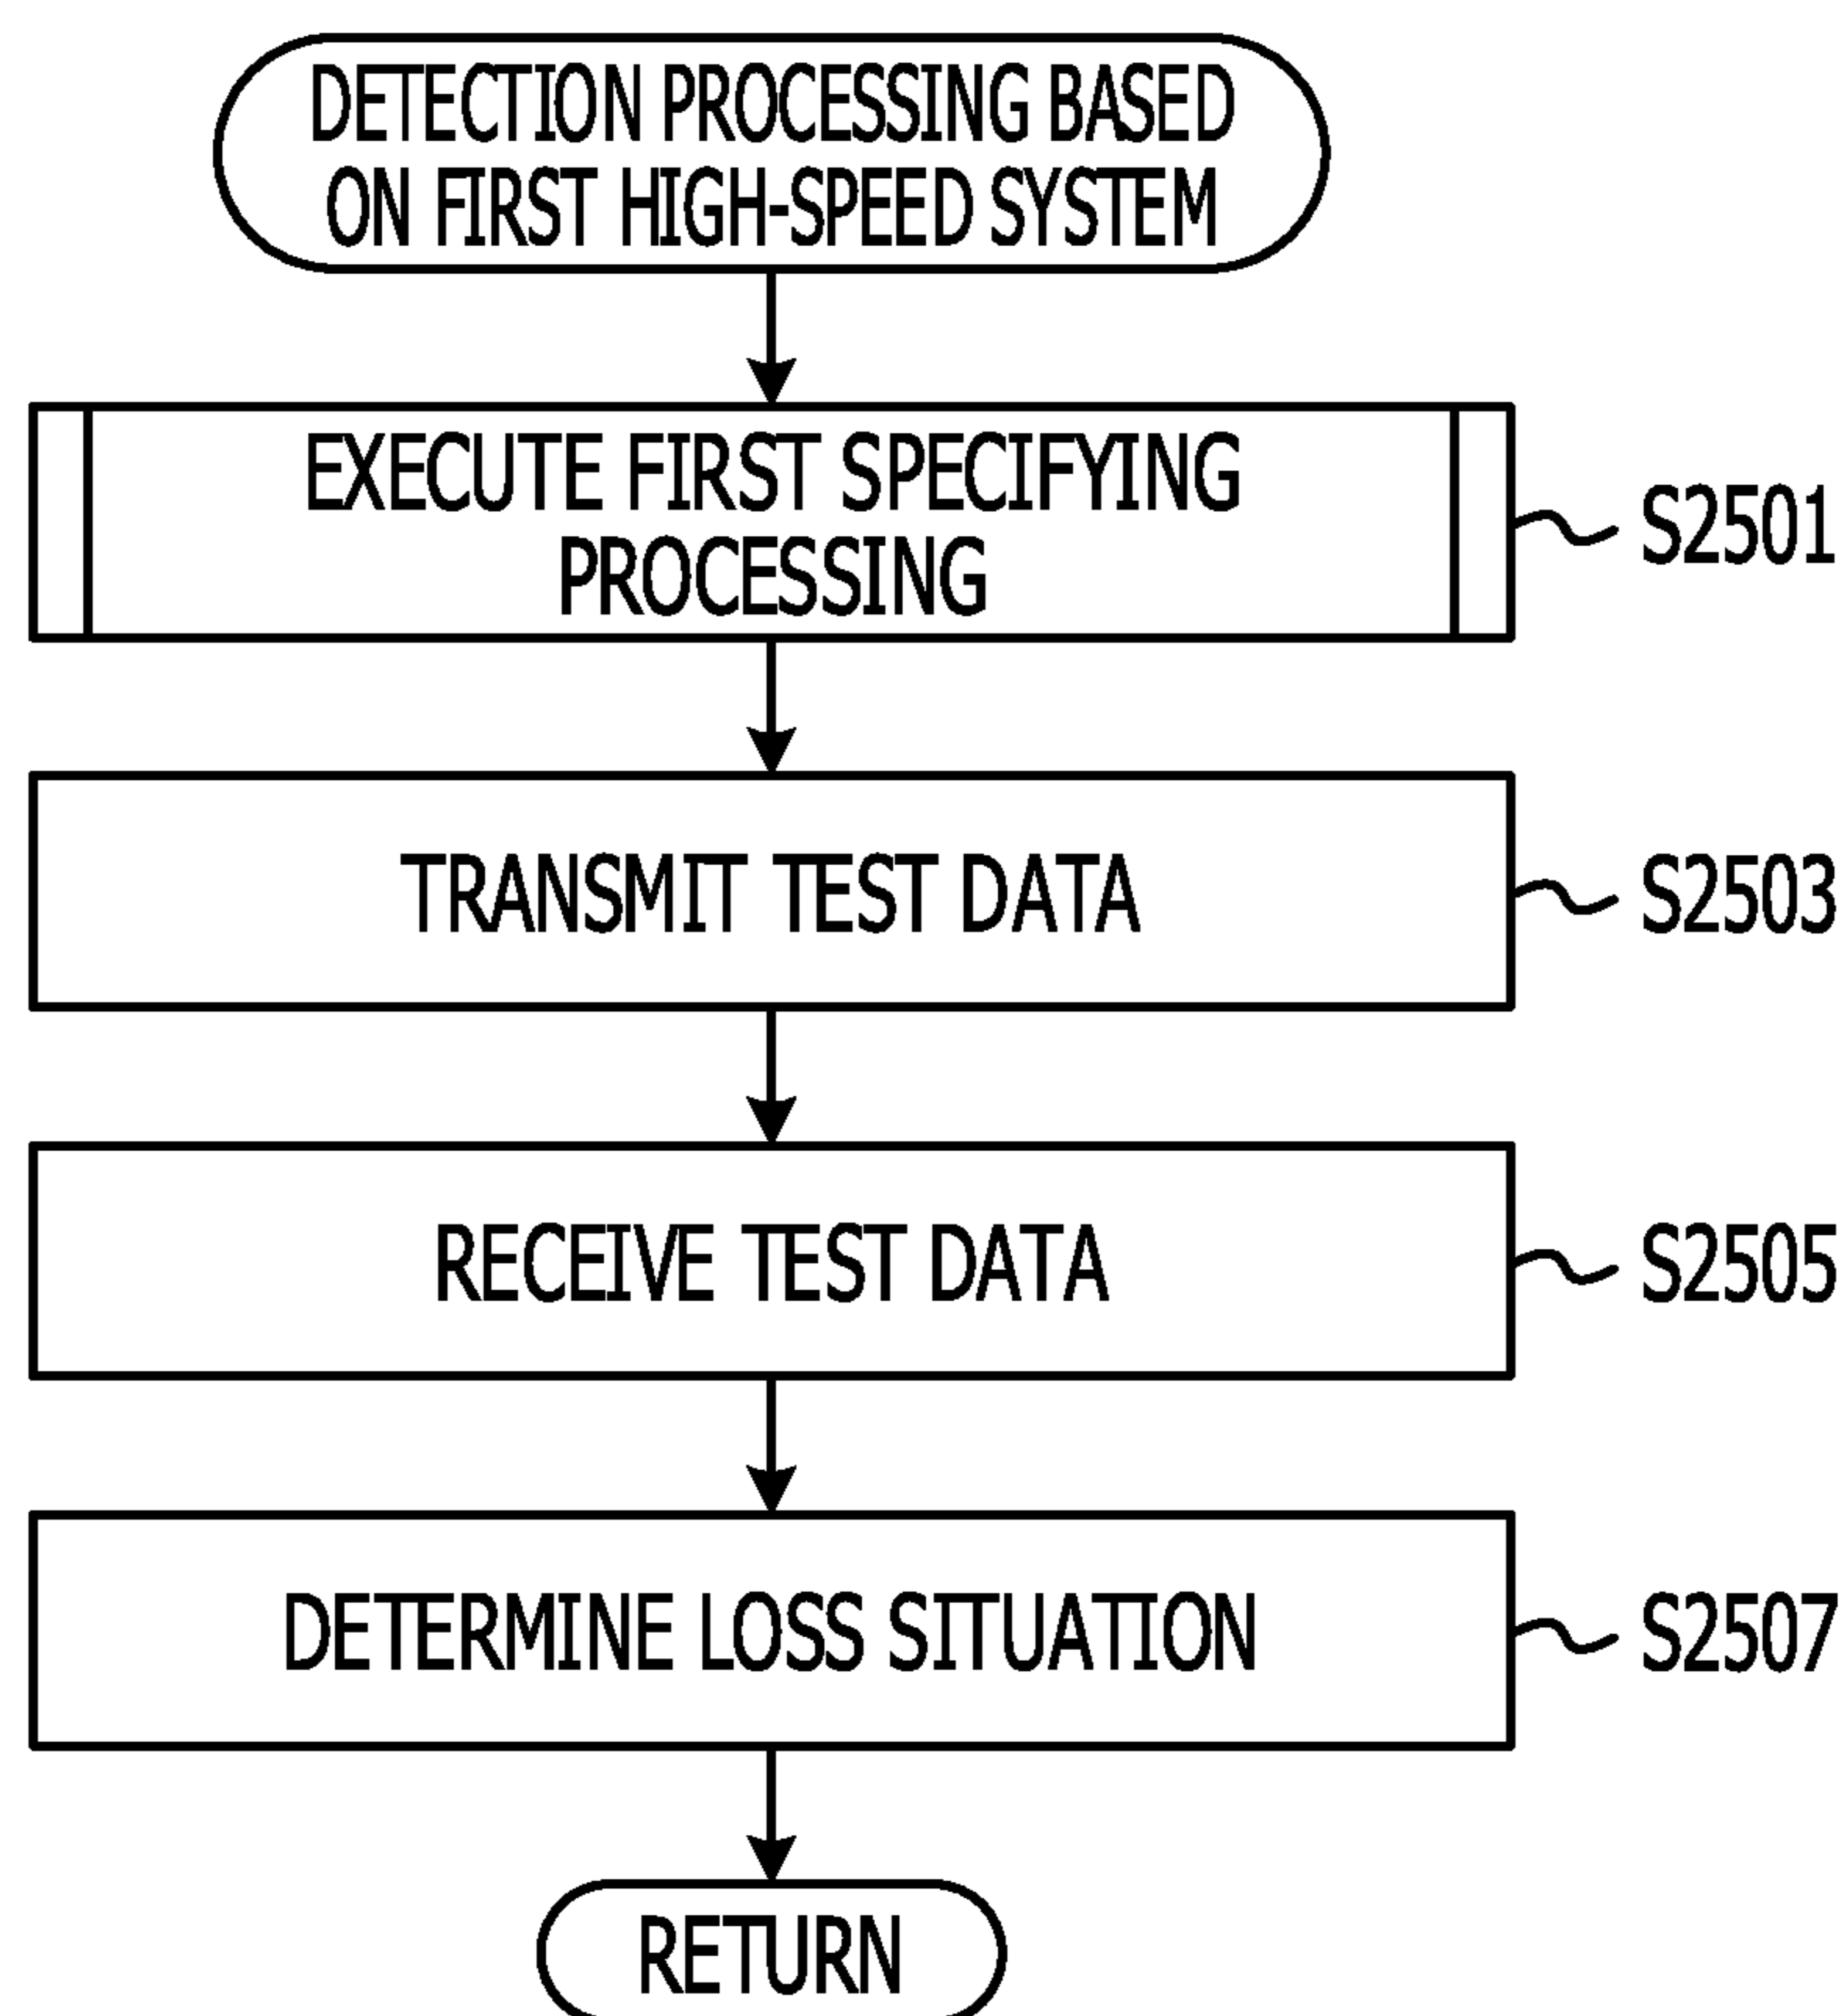 DETECTION PROCESSING BASED
ON FIRST HIGH-SPEED SYSTEM
EXECUTE FIRST SPECIFYING
PROCESSING
S2501
TRANSMIT TEST DATA
S2503
RECEIVE TEST DATA
S2505
DETERMINE LOSS SITUATION
S2507
RETURN